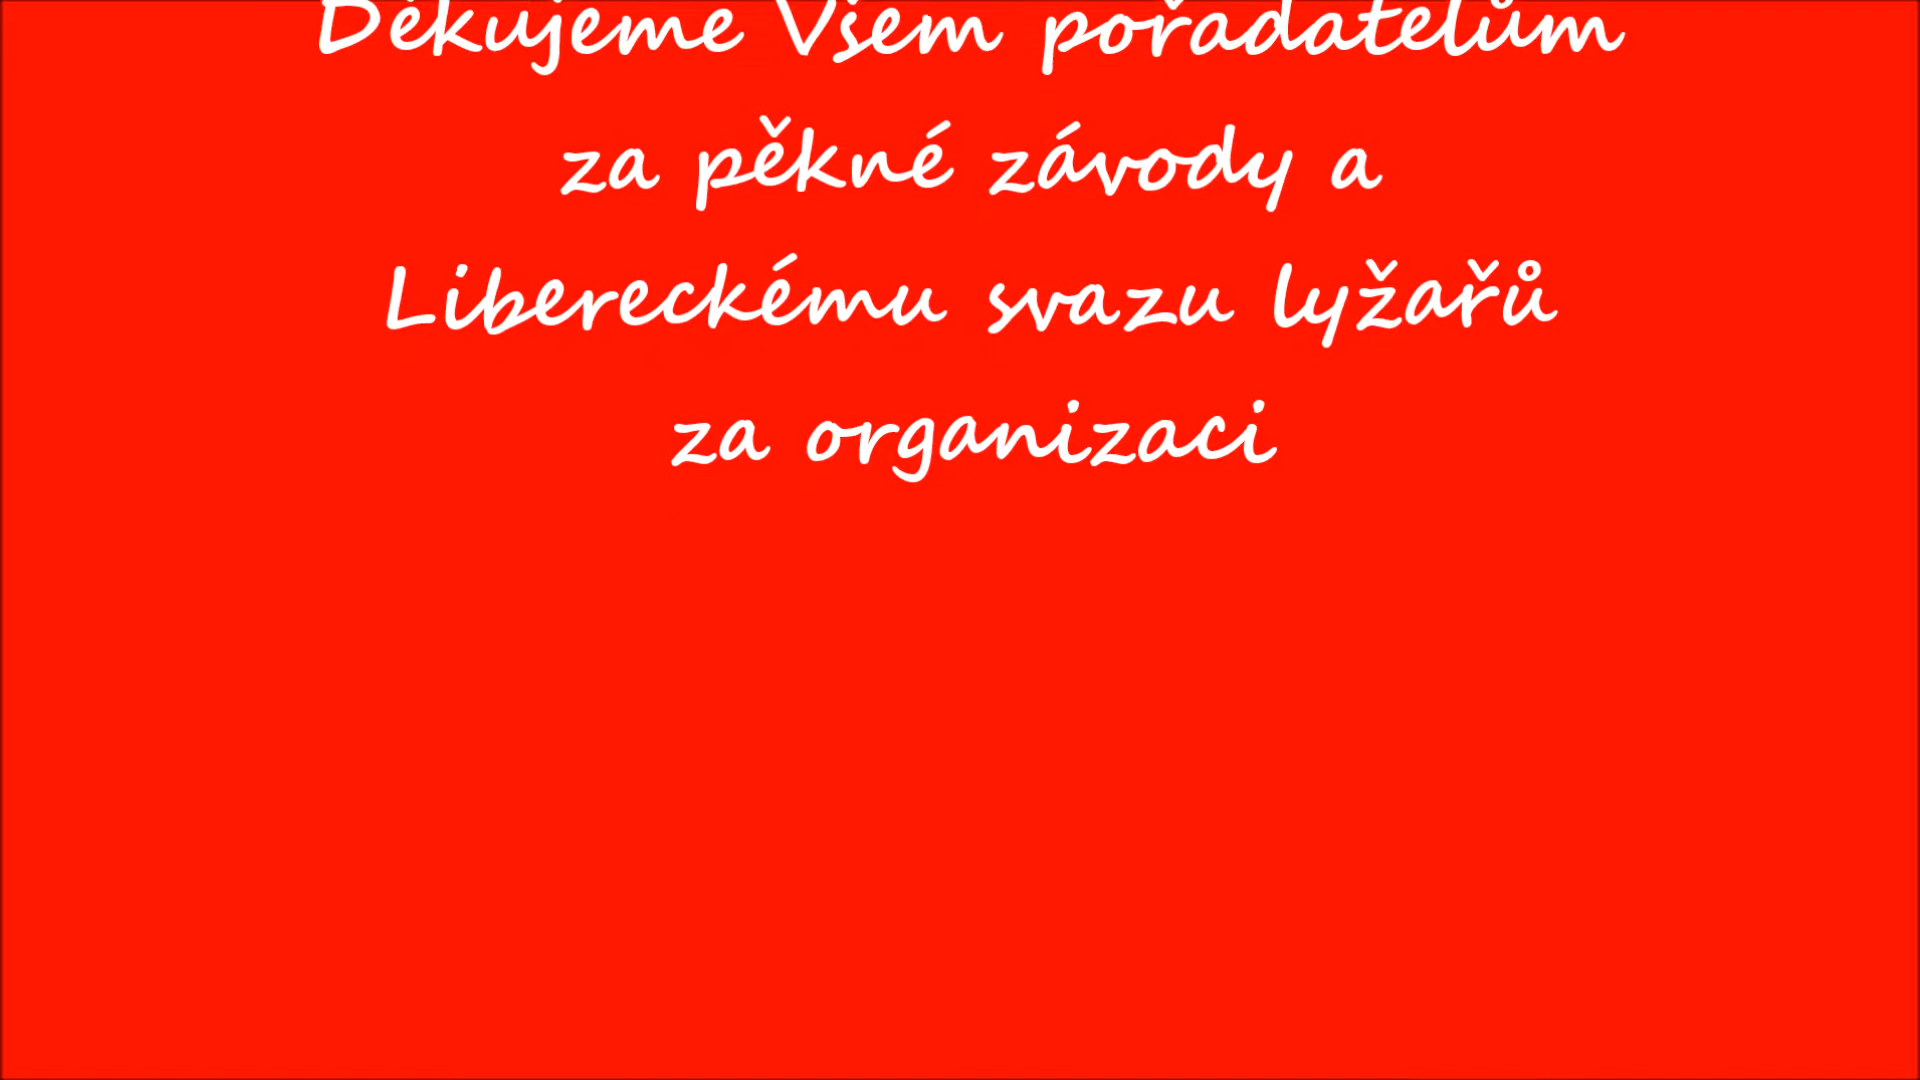 Děkujeme Všem pořadatelům
za pěkné závody a
Libereckému svazu lyžařů
za organizaci